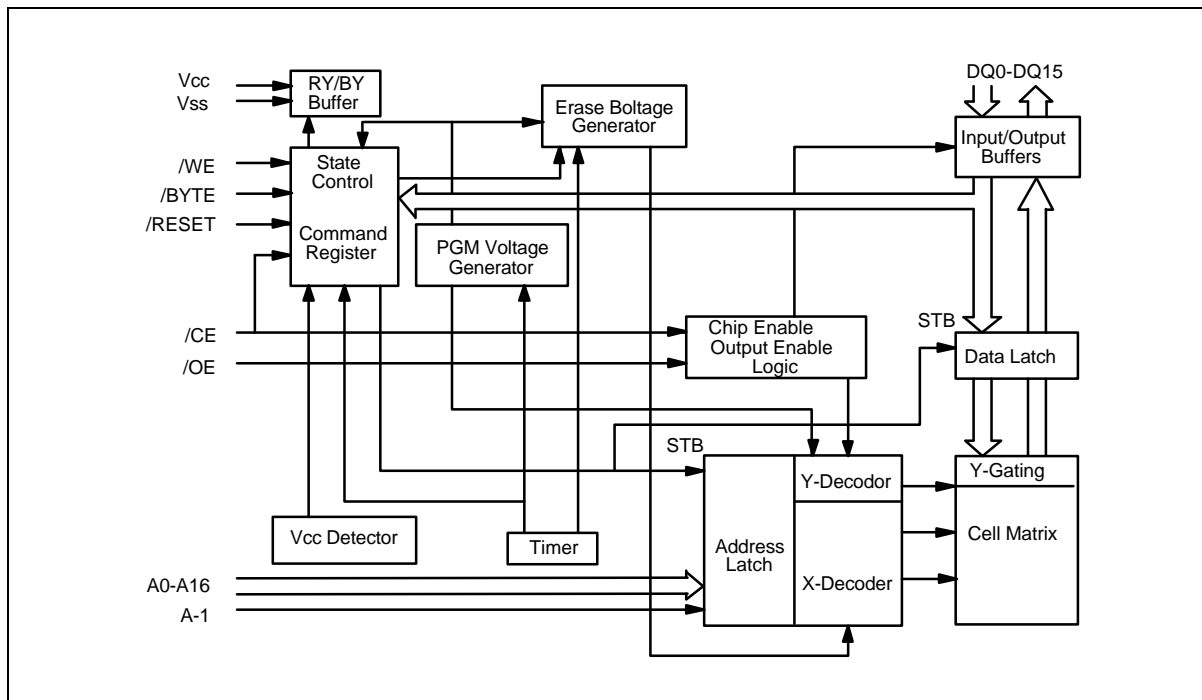 Vcc
Vss
RY/BY
Buffer
Erase Boltage
Generator
DQ0-DQ15
Input/Output
Buffers
/WE
/BYTE
/RESET
State
Control
Command
Register
PGM Voltage
Generator
/CE
/OE
Chip Enable
Output Enable
Logic
STB
Data Latch
STB
Y-Decodor
Y-Gating
Address
Latch
X-Decoder
Cell Matrix
Vcc Detector
Timer
A0-A16
A-1